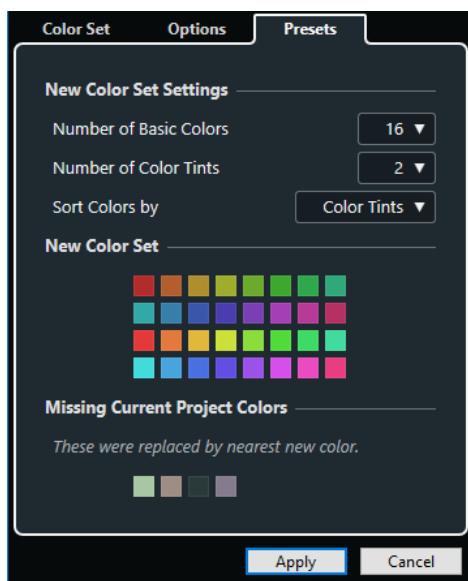 Color Set Options Presets
New Color Set Settings
Number of Basic Colors 16
Number of Color Tints 2
Sort Colors by Color Tints
New Color Set
Missing Current Project Colors
These were replaced by nearest new color.
Apply Cancel